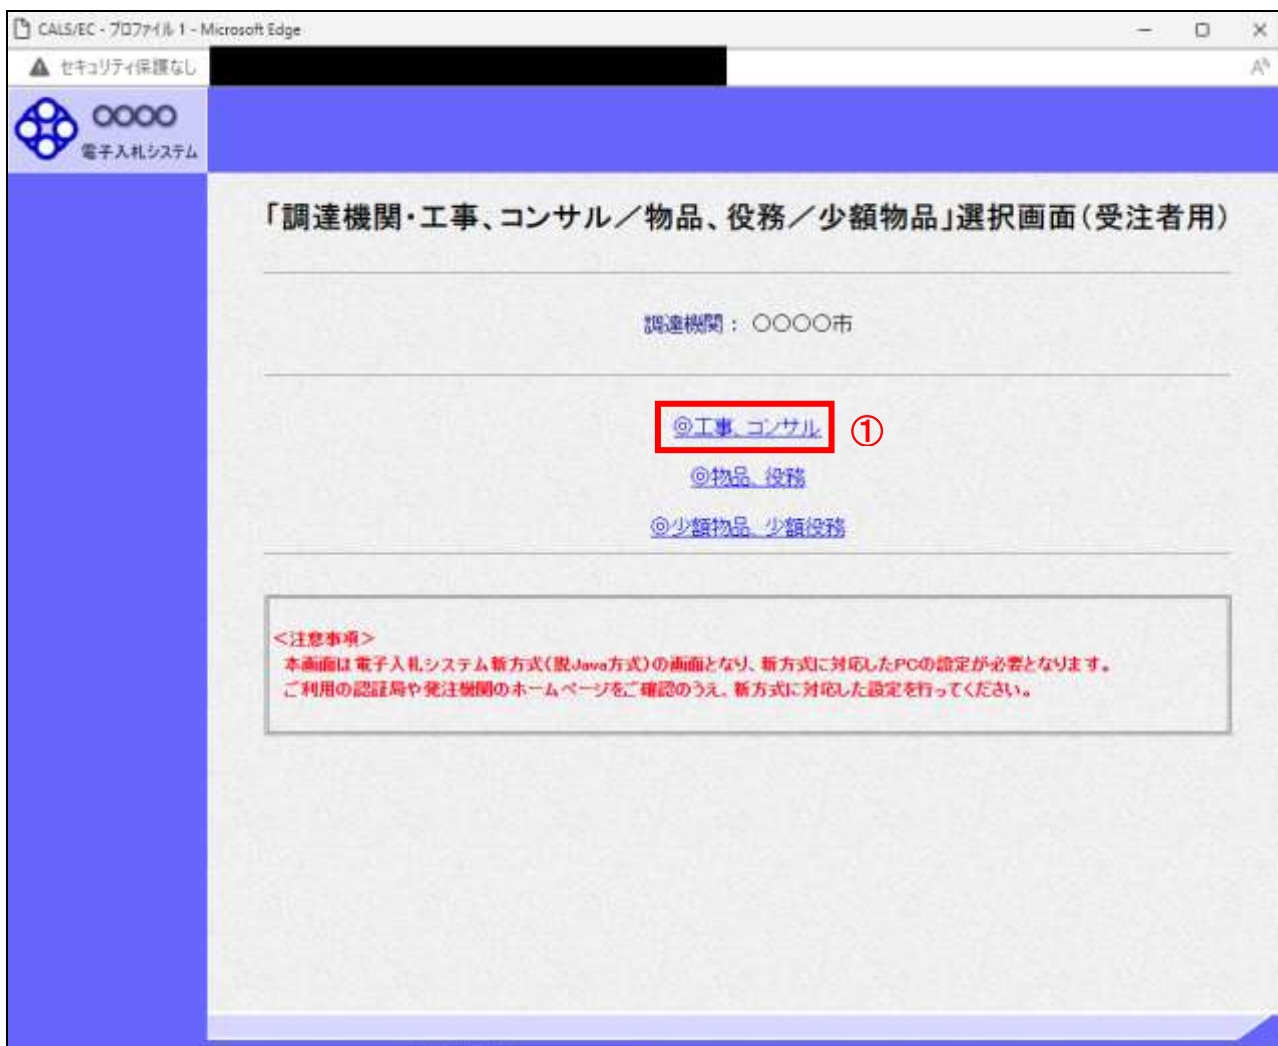 CALS/EC - プロファイル 1 - Microsoft Edge
セキュリティ保護なし
A
〇〇〇〇
電子入札システム
「調達機関・工事、コンサル／物品、役務／少額物品」選択画面（受注者用）
調達機関： 〇〇〇〇市
◎工事、コンサル ①
◎物品、役務
◎少額物品、少額役務
＜注意事項＞
本画面は電子入札システム新方式（脱Java方式）の画面となり、新方式に対応したPCの設定が必要となります。
ご利用の認証局や発注機関のホームページをご確認のうえ、新方式に対応した設定を行ってください。